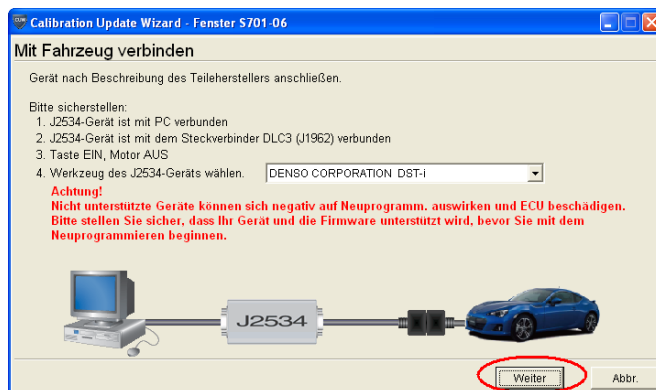 Calibration Update Wizard - Fenster S701-06
Mit Fahrzeug verbinden
Gerät nach Beschreibung des Teileherstellers anschließen.
Bitte sicherstellen:
1. J2534-Gerät ist mit PC verbunden
2. J2534-Gerät ist mit dem Steckverbinder DLC3 (J1962) verbunden
3. Taste EIN, Motor AUS
4. Werkzeug des J2534-Geräts wählen. DENSO CORPORATION DST-i
Achtung!
Nicht unterstützte Geräte können sich negativ auf Neuprogramm. auswirken und ECU beschädigen.
Bitte stellen Sie sicher, dass Ihr Gerät und die Firmware unterstützt wird, bevor Sie mit dem
Neuprogrammieren beginnen.
J2534
Weiter Abbr.